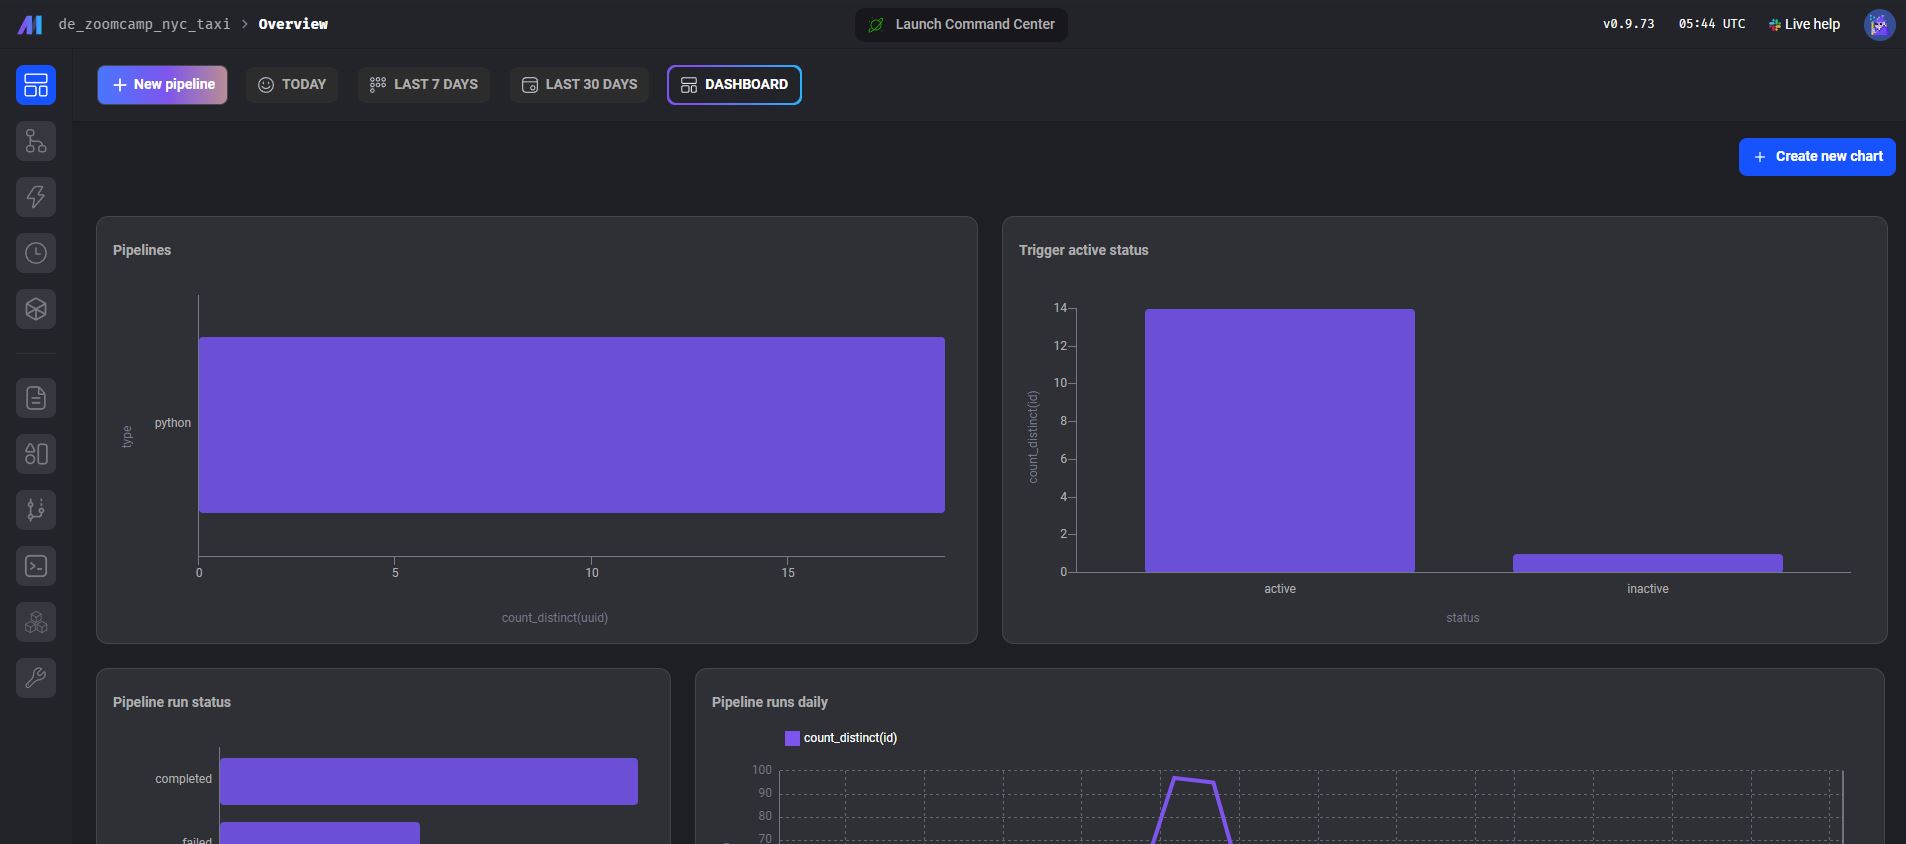 de_zoomcamp_nyc_taxi > Overview
Launch Command Center
v0.9.73
05:44 UTC
Live help
+ New pipeline
TODAY
LAST 7 DAYS
LAST 30 DAYS
DASHBOARD
+ Create new chart
Pipelines
type
python
0 5 10 15
count_distinct(uuid)
Trigger active status
count_distinct(id)
14
12
10
8
6
4
2
0
active inactive
status
Pipeline run status
completed
failed
Pipeline runs daily
count_distinct(id)
100
90
80
70